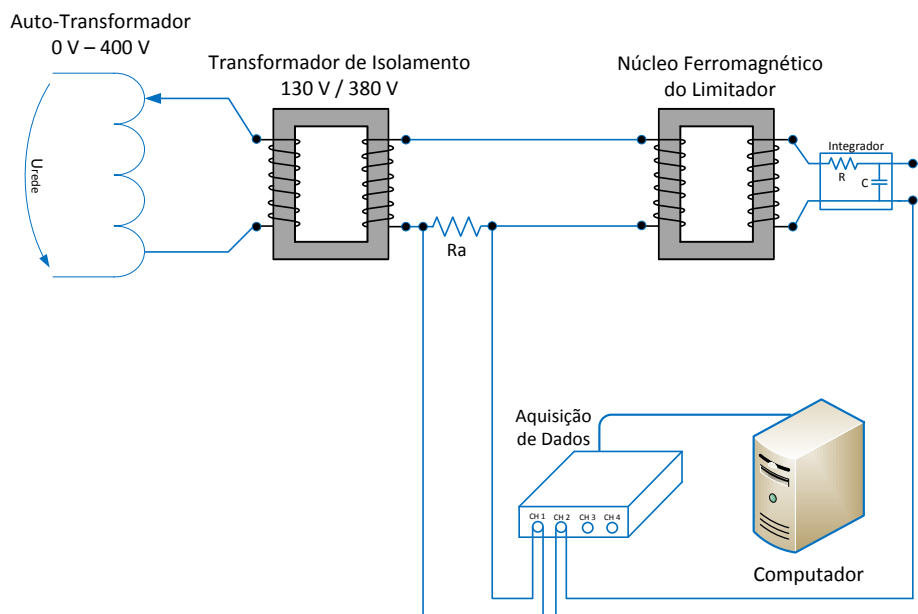 Auto-Transformador
0 V – 400 V
Transformador de Isolamento
130 V / 380 V
Núcleo Ferromagnético
do Limitador
Integrador
R
C
Urede
Ra
Aquisição
de Dados
CH 1 CH 2 CH 3 CH 4
Computador